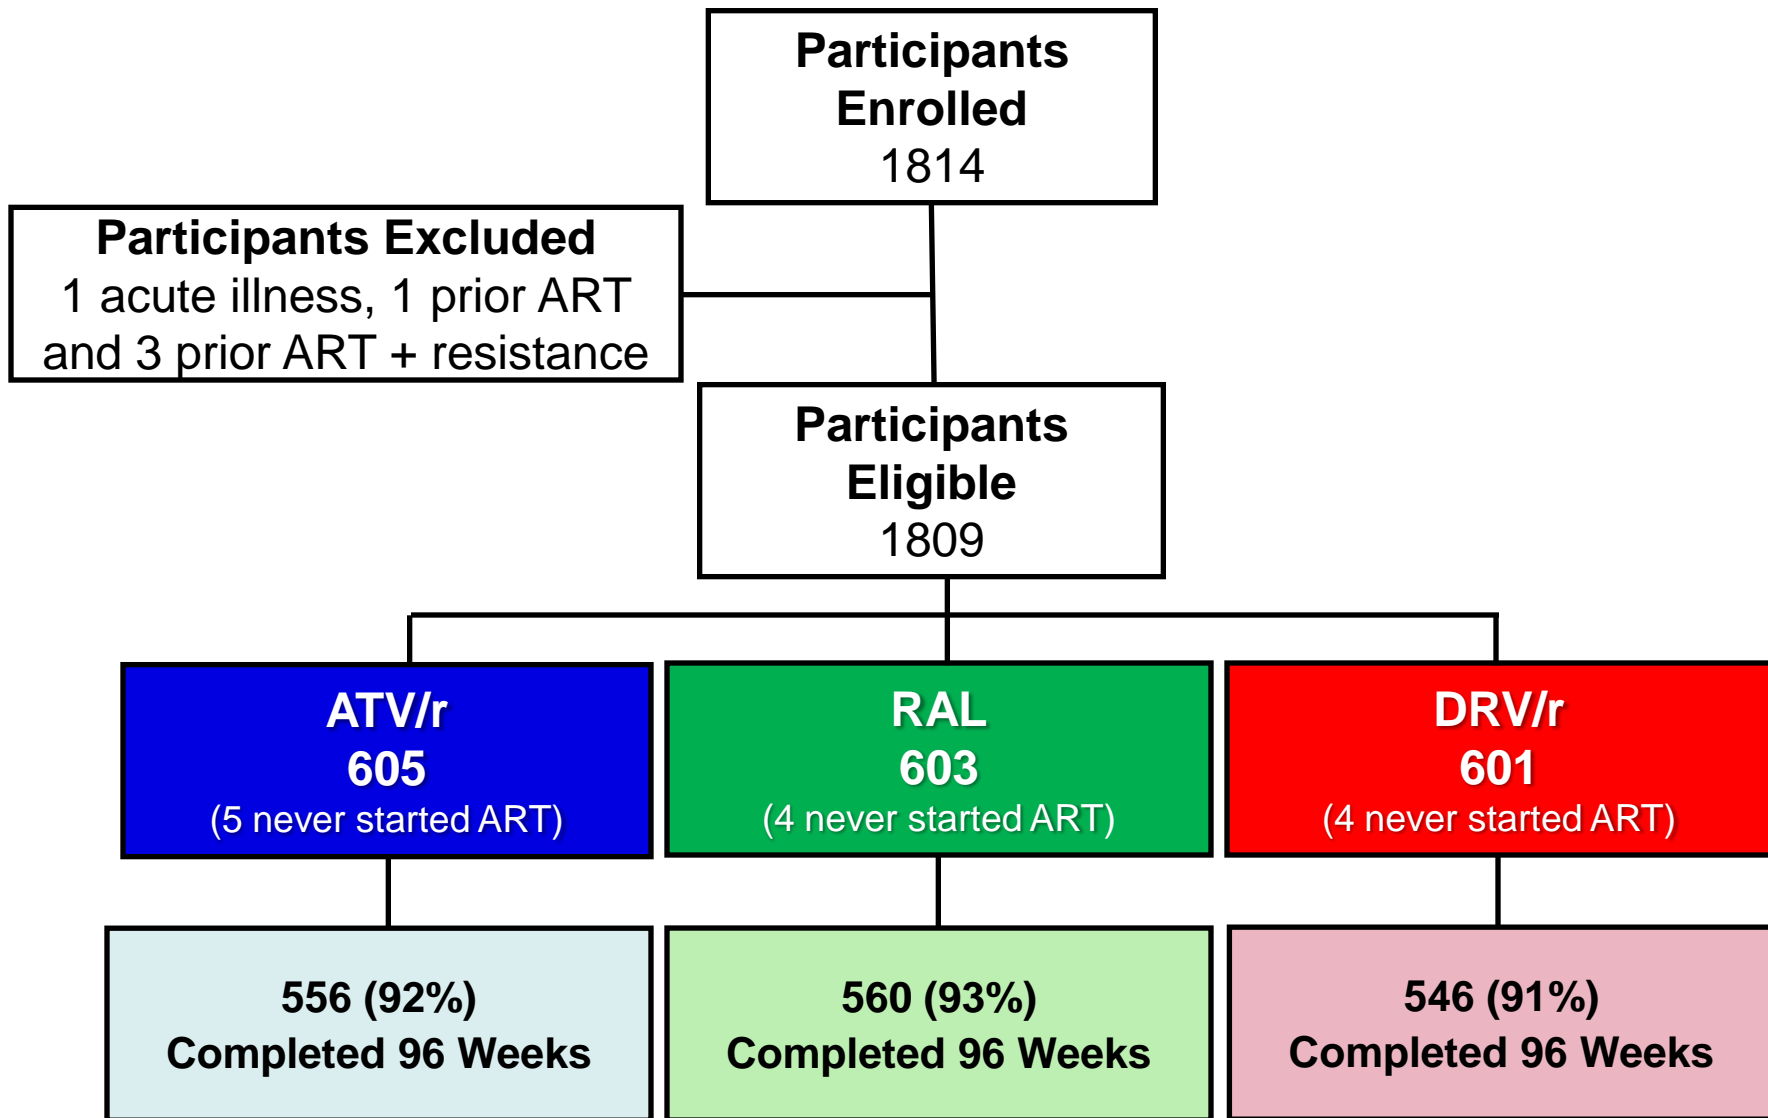 Participants
Enrolled
1814
Participants Excluded
1 acute illness, 1 prior ART
and 3 prior ART + resistance
Participants
Eligible
1809
ATV/r
605
(5 never started ART)
RAL
603
(4 never started ART)
DRV/r
601
(4 never started ART)
556 (92%)
Completed 96 Weeks
560 (93%)
Completed 96 Weeks
546 (91%)
Completed 96 Weeks